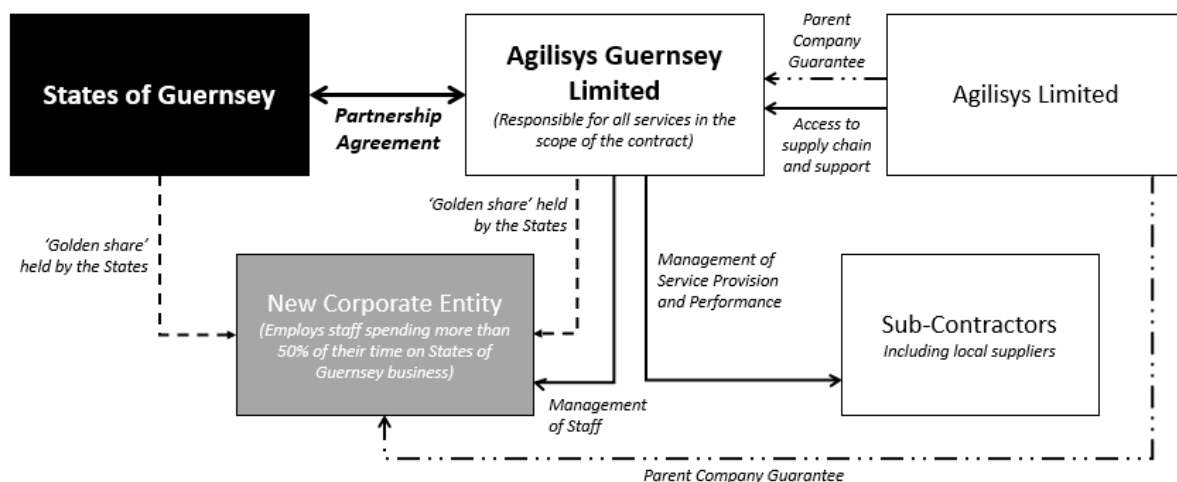 States of Guernsey
Partnership
Agreement
Agilisys Guernsey
Limited
(Responsible for all services in the
scope of the contract)
Parent
Company
Guarantee
Access to
supply chain
and support
Agilisys Limited
‘Golden share’
held by the States
‘Golden share’ held
by the States
New Corporate Entity
(Employs staff spending more than
50% of their time on States of
Guernsey business)
Management
of Staff
Management of
Service Provision
and Performance
Sub-Contractors
Including local suppliers
Parent Company Guarantee